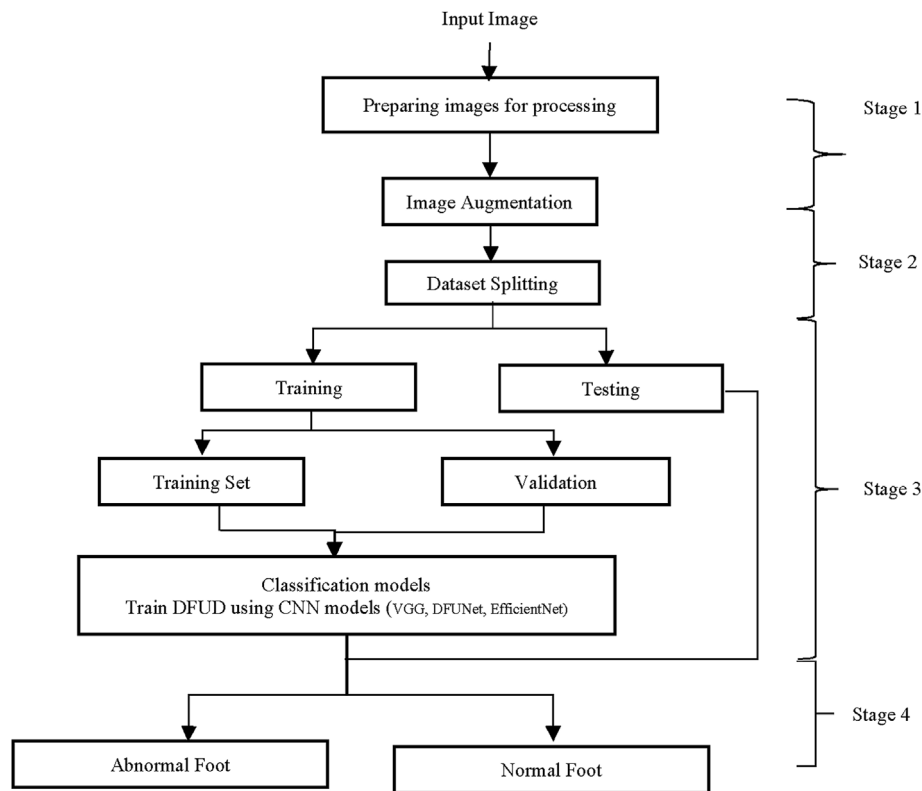 Input Image
Preparing images for processing
Stage 1
Image Augmentation
Stage 2
Dataset Splitting
Training
Testing
Training Set
Validation
Stage 3
Classification models
Train DFUD using CNN models (VGG, DFUNet, EfficientNet)
Stage 4
Abnormal Foot
Normal Foot